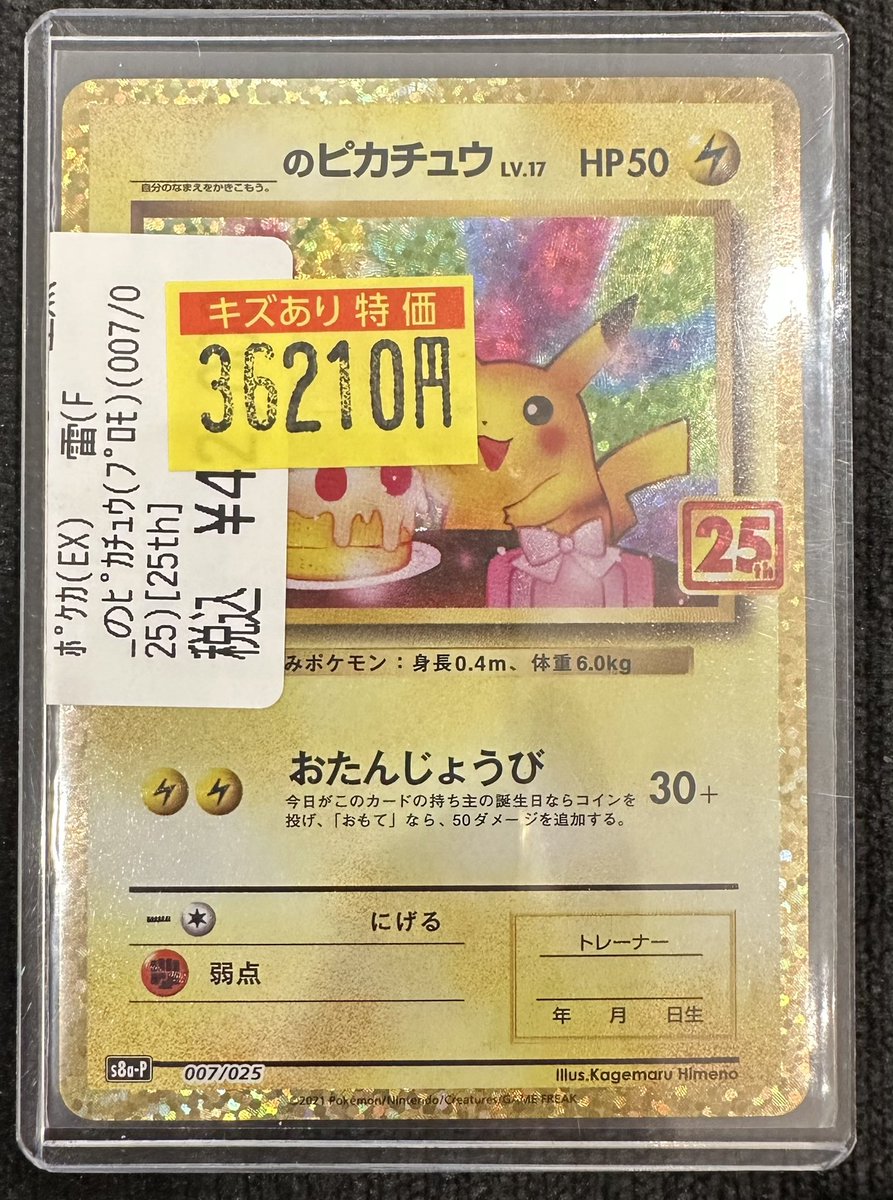 のピカチュウ LV.17 HP50
自分のなまえをかきこもう。
キズあり特価
36210円
雷(F
ﾎﾟｹｶ(EX)
_のﾋﾟｶﾁｭｳ(ﾌﾟﾛﾓ)(007/0
25)[25th]
税込 ¥4
25th
みポケモン：身長0.4m、体重6.0kg
おたんじょうび 30+
今日がこのカードの持ち主の誕生日ならコインを
投げ、「おもて」なら、50ダメージを追加する。
にげる
弱点
トレーナー
年 月 日生
s8a-P 007/025
Illus.Kagemaru Himeno
©2021 Pokémon/Nintendo/Creatures/GAME FREAK